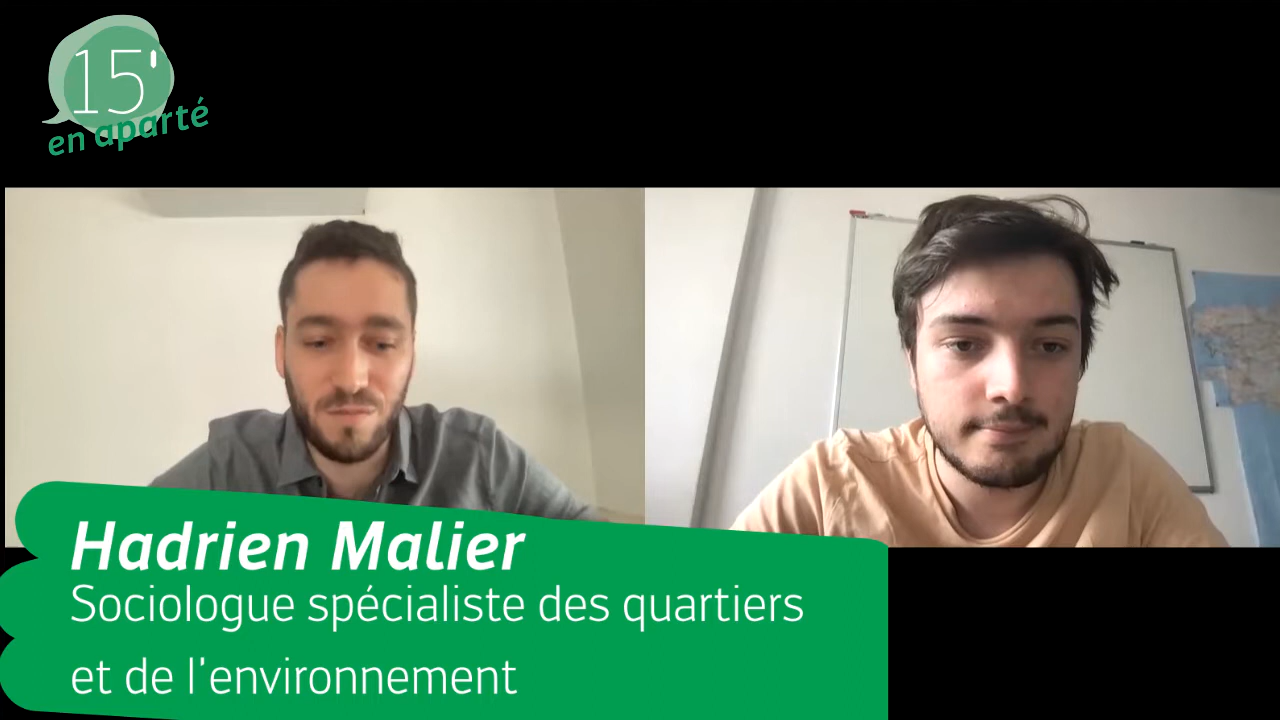 15'
en aparté
Hadrien Malier
Sociologue spécialiste des quartiers
et de l'environnement